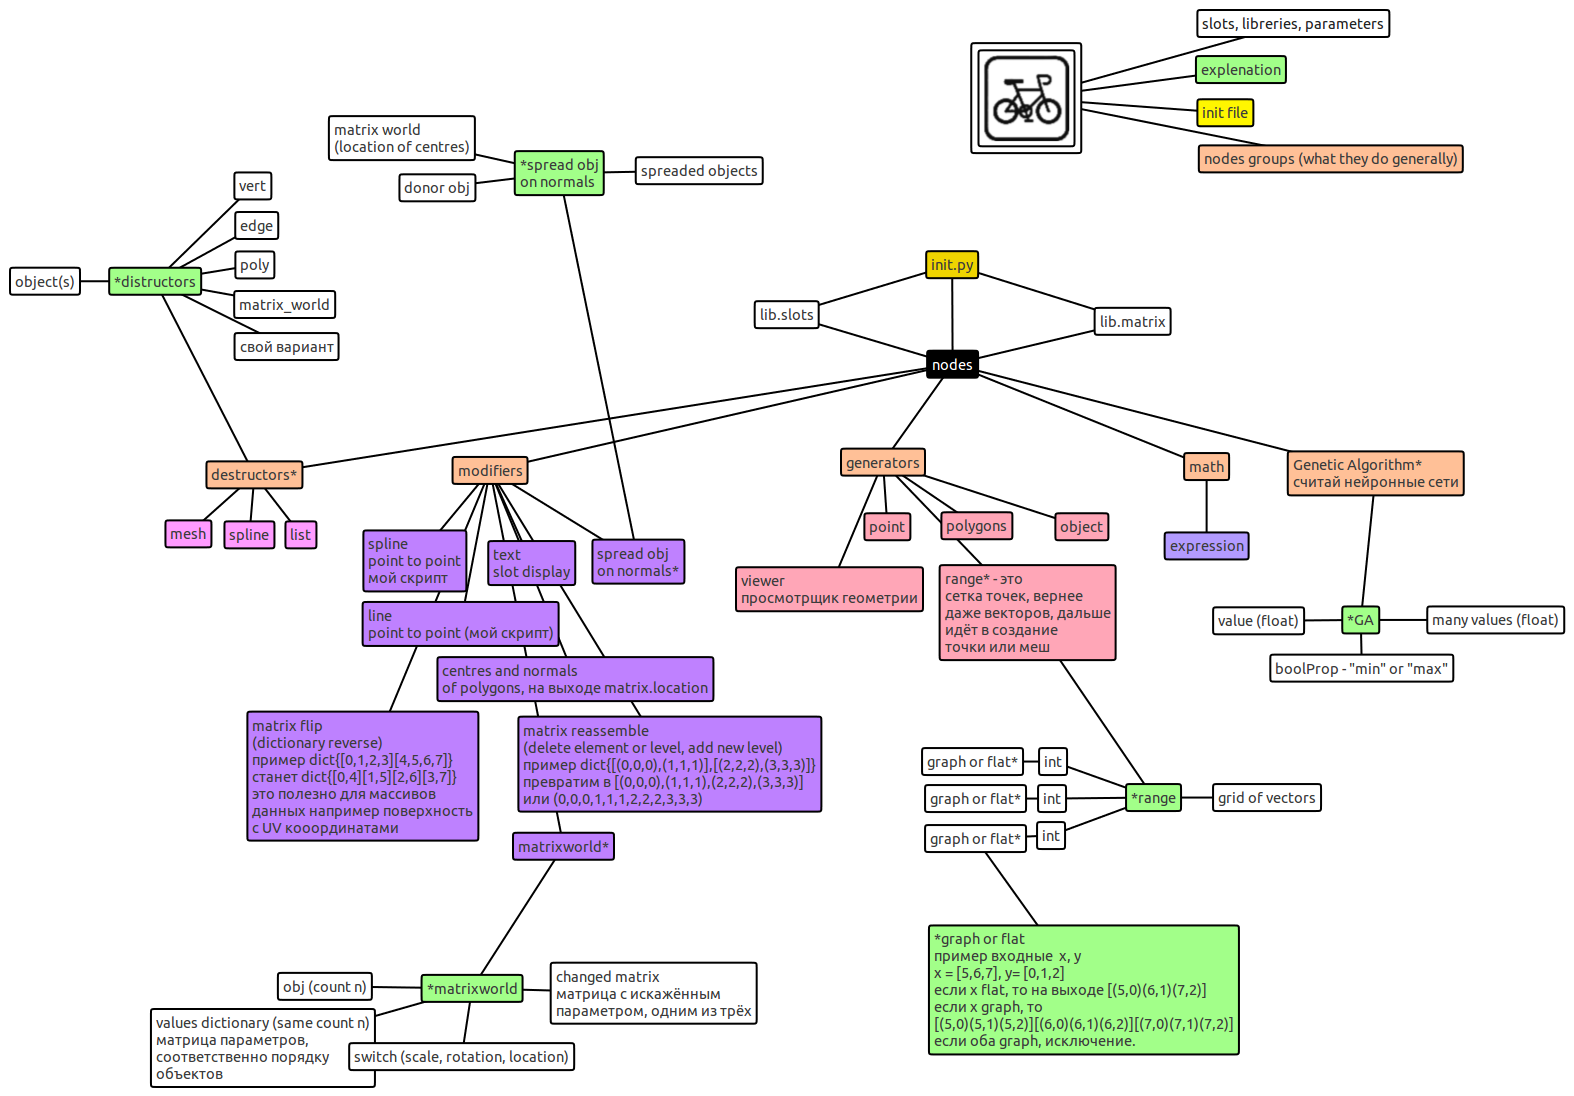 slots, libreries, parameters
explenation
init file
nodes groups (what they do generally)
matrix world
(location of centres)
donor obj
*spread obj
on normals
spreaded objects
vert
edge
poly
matrix_world
свой вариант
object(s)
*distructors
init.py
lib.slots
lib.matrix
nodes
destructors*
mesh
spline
list
modifiers
spline
point to point
мой скрипт
text
slot display
spread obj
on normals*
line
point to point (мой скрипт)
centres and normals
of polygons, на выходе matrix.location
matrix flip
(dictionary reverse)
пример dict{[0,1,2,3][4,5,6,7]}
станет dict{[0,4][1,5][2,6][3,7]}
это полезно для массивов
данных например поверхность
с UV кооординатами
matrix reassemble
(delete element or level, add new level)
пример dict{[(0,0,0),(1,1,1)],[(2,2,2),(3,3,3)]}
превратим в [(0,0,0),(1,1,1),(2,2,2),(3,3,3)]
или (0,0,0,1,1,1,2,2,2,3,3,3)
matrixworld*
generators
point
polygons
object
viewer
просмотрщик геометрии
range* - это
сетка точек, вернее
даже векторов, дальше
идёт в создание
точки или меш
math
expression
Genetic Algorithm*
считай нейронные сети
value (float)
*GA
many values (float)
boolProp - "min" or "max"
graph or flat*
int
graph or flat*
int
graph or flat*
int
*range
grid of vectors
*graph or flat
пример входные x, y
x = [5,6,7], y= [0,1,2]
если x flat, то на выходе [(5,0)(6,1)(7,2)]
если x graph, то
[(5,0)(5,1)(5,2)][(6,0)(6,1)(6,2)][(7,0)(7,1)(7,2)]
если оба graph, исключение.
obj (count n)
*matrixworld
changed matrix
матрица с искажённым
параметром, одним из трёх
values dictionary (same count n)
матрица параметров,
соответственно порядку
объектов
switch (scale, rotation, location)